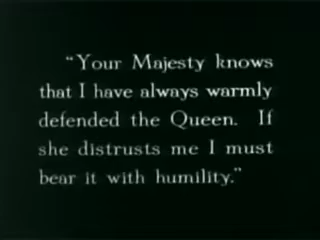 “Your Majesty knows
that I have always warmly
defended the Queen. If
she distrusts me I must
bear it with humility.”